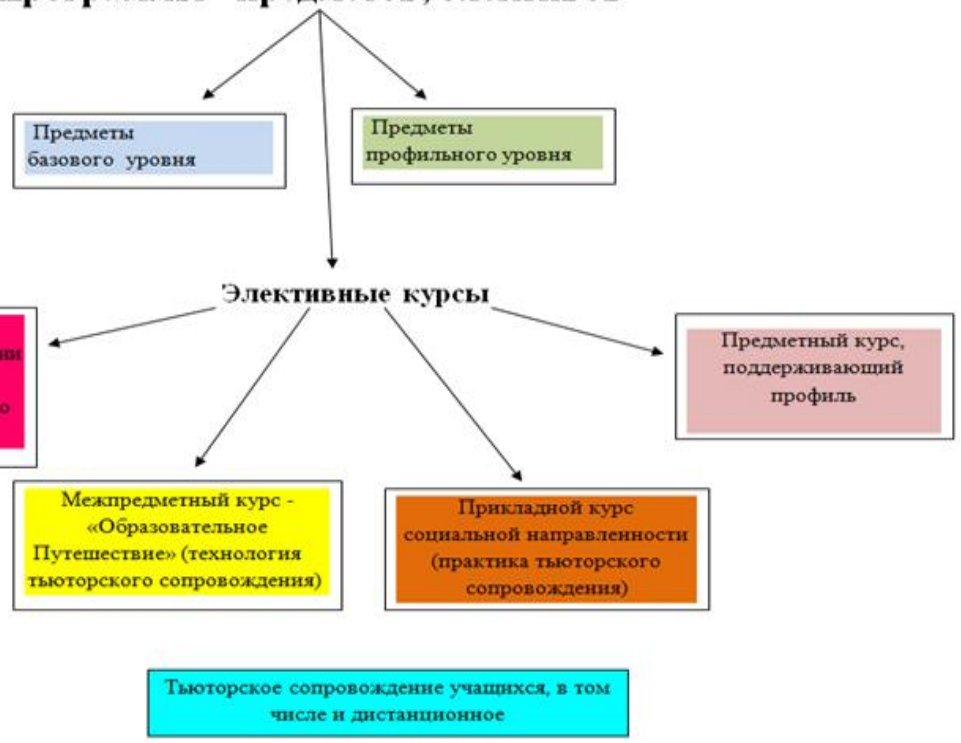 Предметы
базового уровня
Предметы
профильного уровня
Элективные курсы
Предметный курс,
поддерживающий
профиль
Межпредметный курс -
«Образовательное
Путешествие» (технология
тьюторского сопровождения)
Прикладной курс
социальной направленности
(практика тьюторского
сопровождения)
Тьюторское сопровождение учащихся, в том
числе и дистанционное